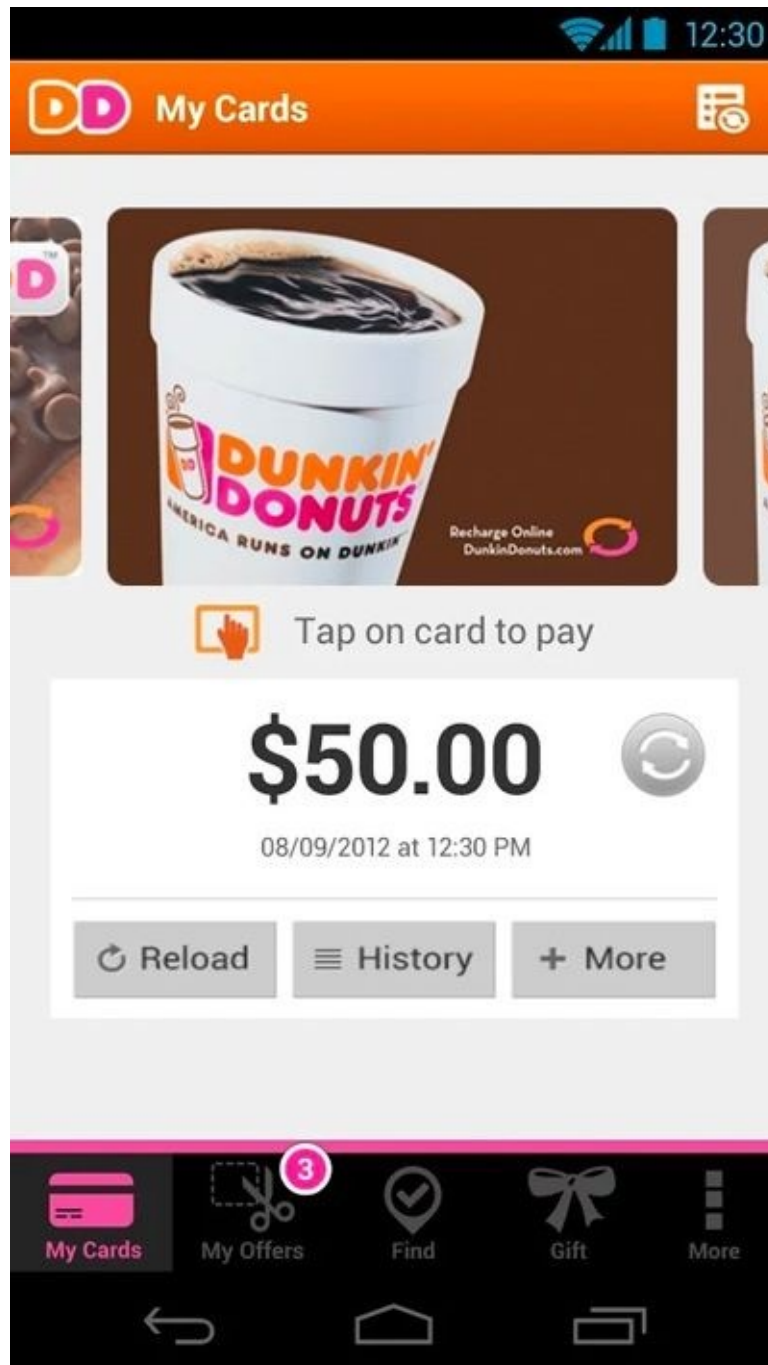 12:30
DD My Cards
D™
DD
DUNKIN'
DONUTS
AMERICA RUNS ON DUNKIN'
Recharge Online
DunkinDonuts.com
Tap on card to pay
$50.00
08/09/2012 at 12:30 PM
Reload
History
+ More
3
My Cards
My Offers
Find
Gift
More